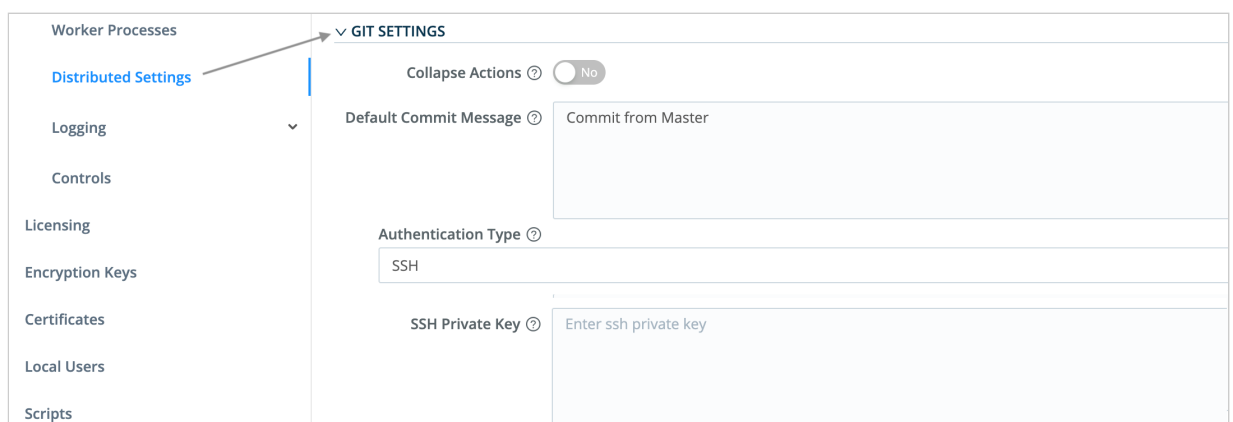 Worker Processes
Distributed Settings
Logging
Controls
Licensing
Encryption Keys
Certificates
Local Users
Scripts
GIT SETTINGS
Collapse Actions ? No
Default Commit Message ? Commit from Master
Authentication Type ?
SSH
SSH Private Key ? Enter ssh private key